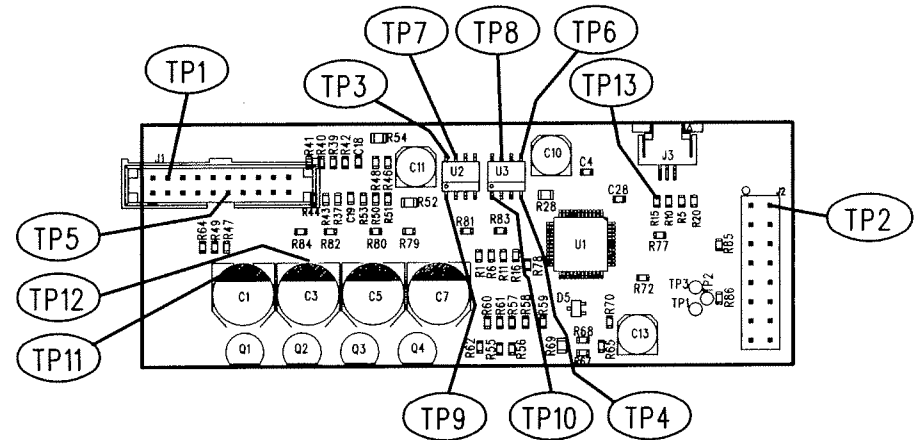 TP7 TP8 TP6
TP1 TP3 TP13
J1 R41 R40 R39 R42 C18 R54 R48 R46 C11 U2 U3 C10 C4 J3
R44 R43 R37 C19 R53 R50 R51 R52 R28 C28 R15 R10 R5 R20 J2
TP5 TP2
R64 R49 R47 R84 R82 R80 R79 R81 R83 U1 R77 R85
R1 R6 R11 R16 R78 R72 TP3 TP2
TP12 C1 C3 C5 C7 D5 TP1 R86
R60 R61 R57 R58 R59 R70 C13
TP11 Q1 Q2 Q3 Q4 R62 R55 R56 R69 R68 R67 R65
TP9 TP10 TP4